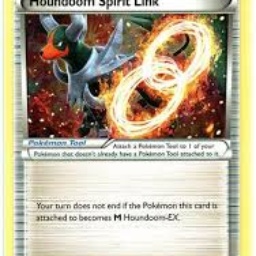 Houndoom Spirit Link
Pokémon Tool
Attach a Pokémon Tool to 1 of your
Pokémon that doesn't already have a Pokémon Tool attached to it.
Your turn does not end if the Pokémon this card is
attached to becomes M Houndoom-EX.